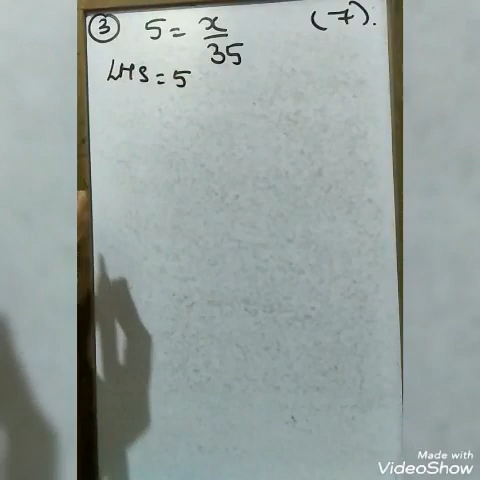 ③ 5 = x/35 (7).
LHS = 5
Made with
VideoShow